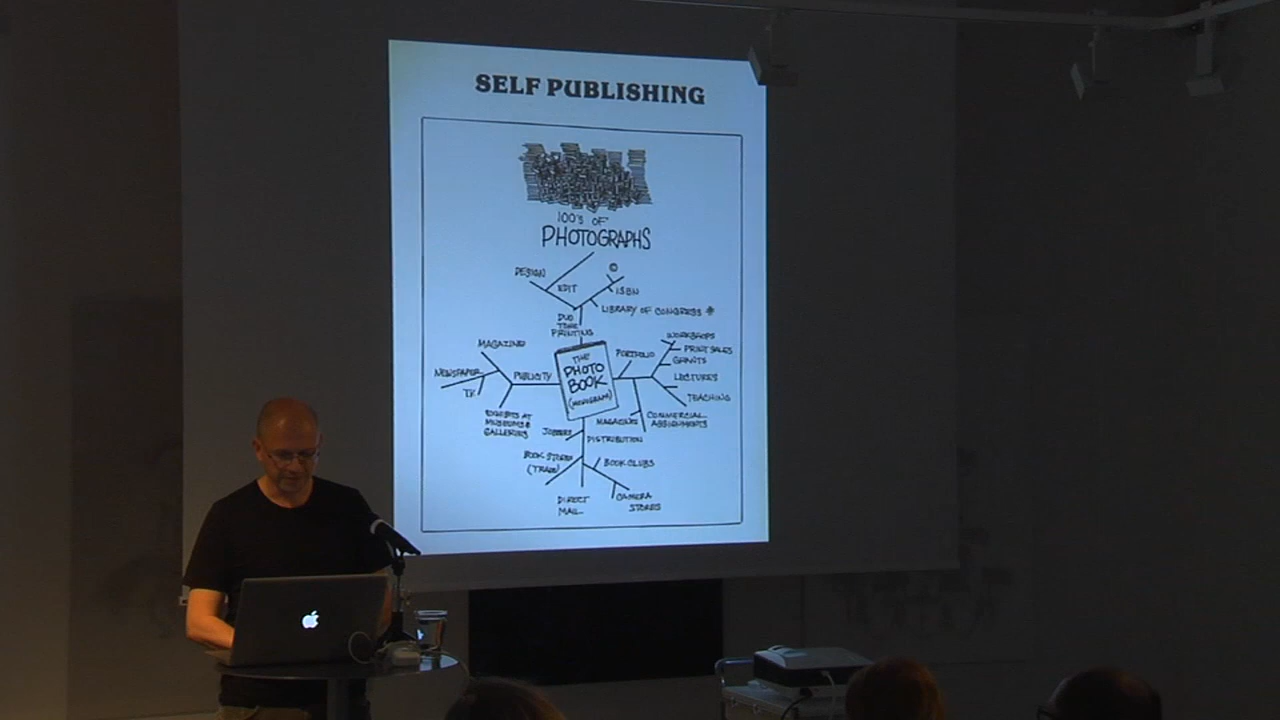 SELF PUBLISHING
100'S OF
PHOTOGRAPHS
DESIGN
EDIT
©
ISBN
LIBRARY OF CONGRESS
DUO
TONE
PRINTING
MAGAZINE
NEWSPAPER
T.V.
PUBLICITY
EXHIBITS AT
MUSEUMS &
GALLERIES
THE
PHOTO
BOOK
(MONOGRAM)
PORTFOLIO
WORKSHOPS
PRINT SALES
GRANTS
LECTURES
TEACHING
MAGAZINE
COMMERCIAL
ASSIGNMENTS
JOBBERS
DISTRIBUTION
BOOK STORES
(TRADE)
BOOK CLUBS
DIRECT
MAIL
CAMERA
STORES